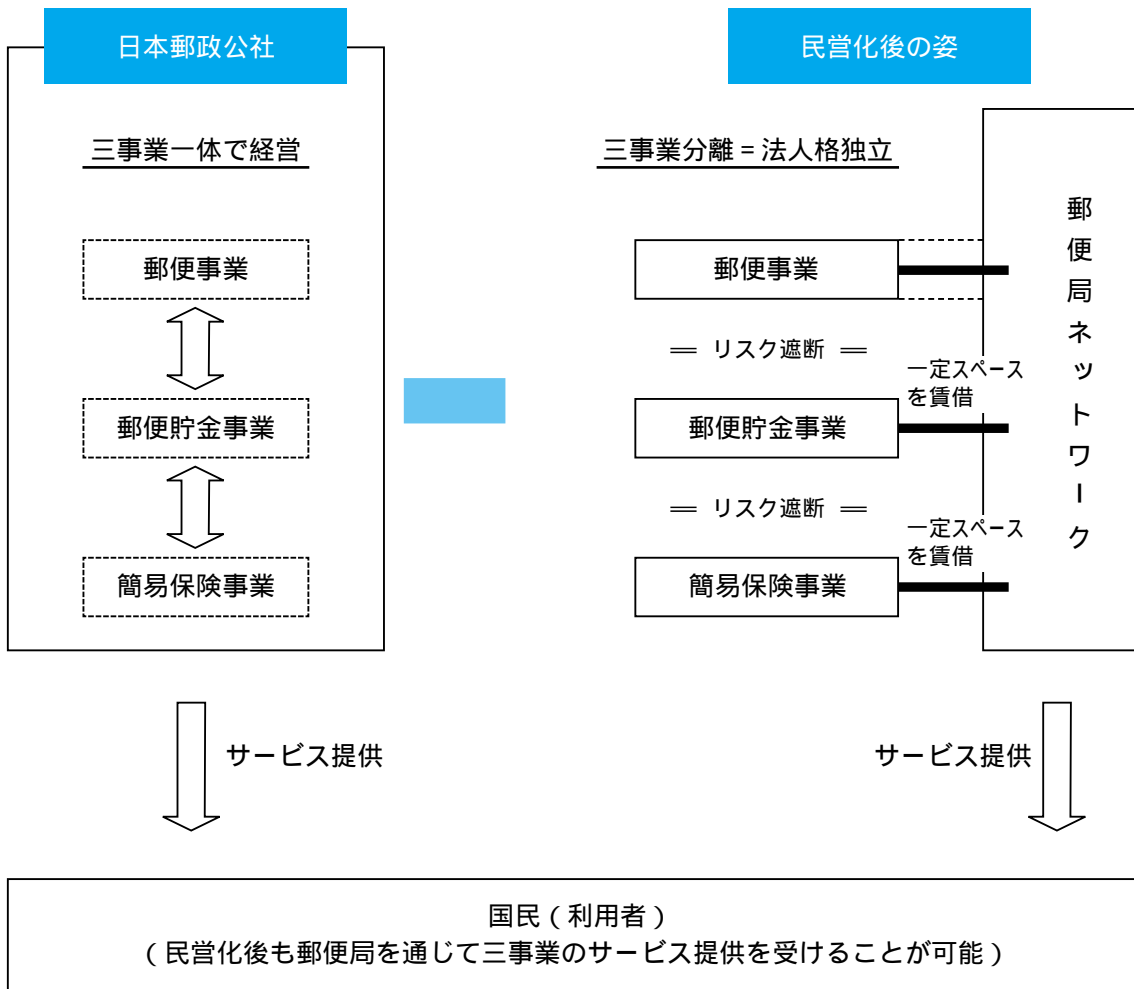 日本郵政公社
三事業一体で経営
郵便事業
郵便貯金事業
簡易保険事業
サービス提供
民営化後の姿
三事業分離＝法人格独立
郵便事業
＝ リスク遮断 ＝
一定スペース
を賃借
郵便貯金事業
＝ リスク遮断 ＝
一定スペース
を賃借
簡易保険事業
郵便局ネットワーク
サービス提供
国民（利用者）
（民営化後も郵便局を通じて三事業のサービス提供を受けることが可能）